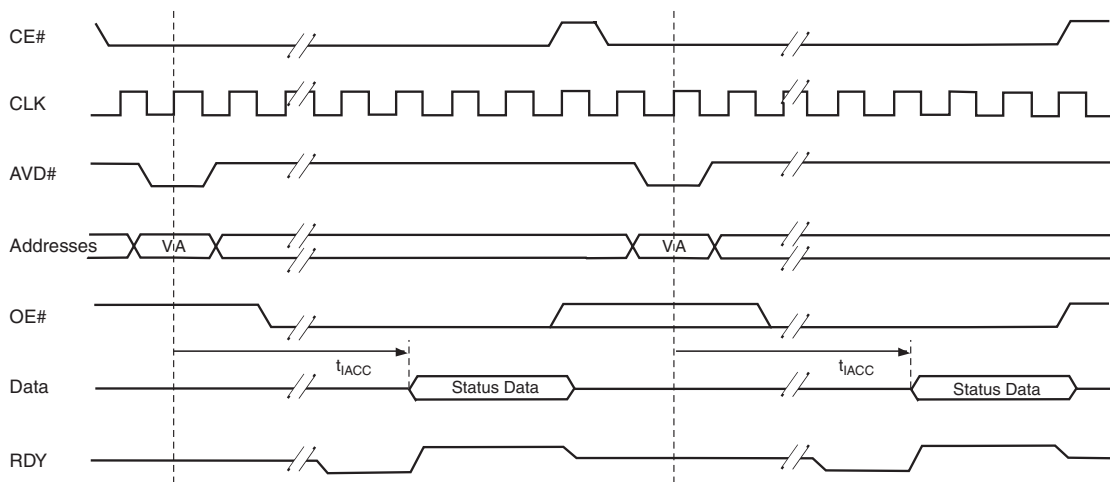 CE#
CLK
AVD#
Addresses VA VA
OE#
tIACC tIACC
Data Status Data Status Data
RDY